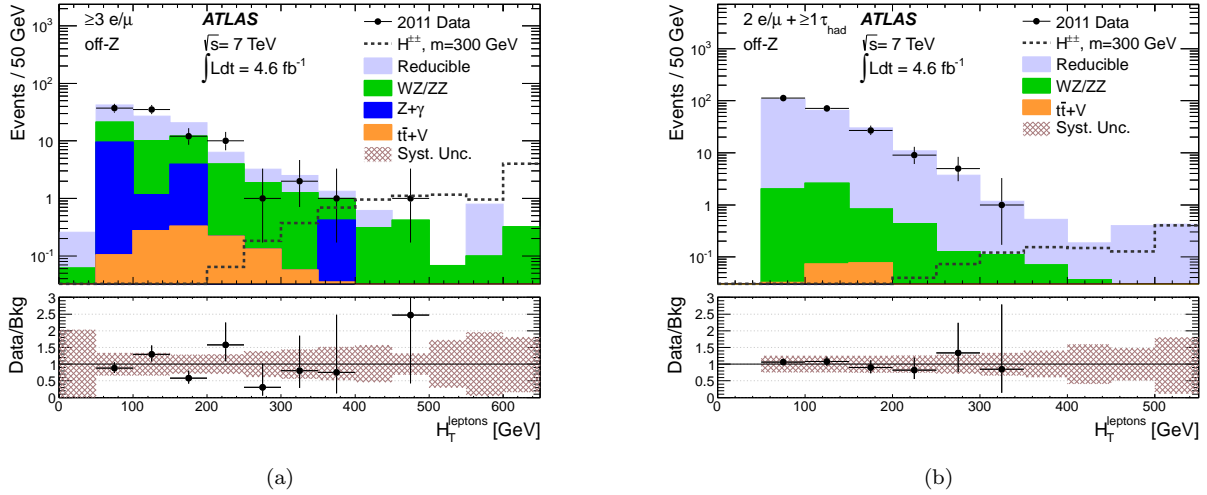 ≥3 e/μ
off-Z
ATLAS
√s= 7 TeV
∫Ldt = 4.6 fb⁻¹
2011 Data
H±±, m=300 GeV
Reducible
WZ/ZZ
Z+γ
tt̄+V
Syst. Unc.
Events / 50 GeV
10³
10²
10
1
10⁻¹
Data/Bkg
3
2.5
2
1.5
1
0.5
0
0 100 200 300 400 500 600
H_T^leptons [GeV]
(a)
2 e/μ + ≥1 τ_had
off-Z
ATLAS
√s= 7 TeV
∫Ldt = 4.6 fb⁻¹
2011 Data
H±±, m=300 GeV
Reducible
WZ/ZZ
tt̄+V
Syst. Unc.
Events / 50 GeV
10³
10²
10
1
10⁻¹
Data/Bkg
3
2.5
2
1.5
1
0.5
0
0 100 200 300 400 500
H_T^leptons [GeV]
(b)